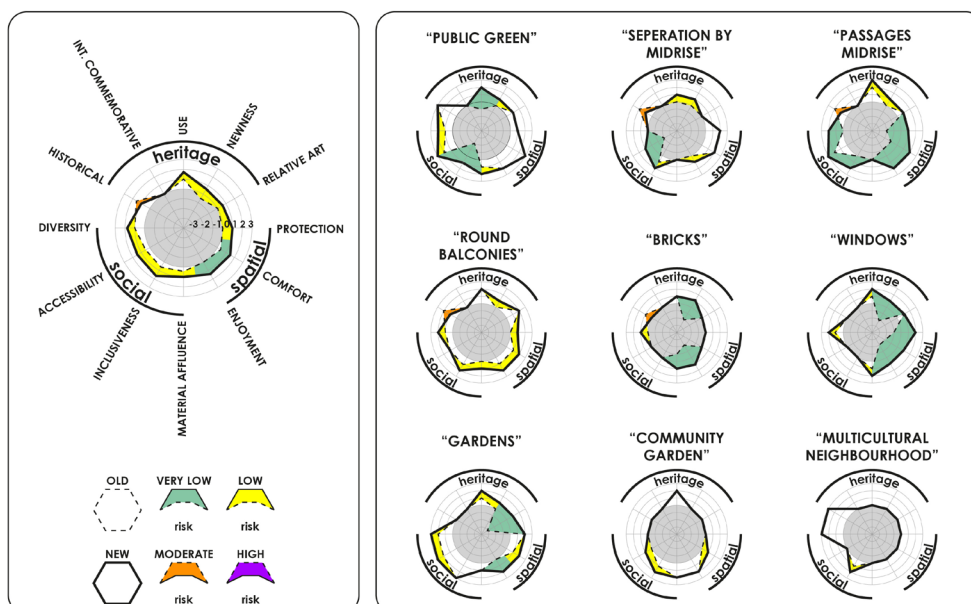 INT. COMMEMORATIVE
USE
NEWNESS
HISTORICAL
heritage
RELATIVE ART
DIVERSITY
-3 -2 -1 0 1 2 3
PROTECTION
ACCESSIBILITY
social
spatial
COMFORT
INCLUSIVENESS
MATERIAL AFFLUENCE
ENJOYMENT
OLD
VERY LOW
LOW
risk
risk
NEW
MODERATE
HIGH
risk
risk
"PUBLIC GREEN"
heritage
social
spatial
"SEPERATION BY
MIDRISE"
heritage
social
spatial
"PASSAGES
MIDRISE"
heritage
social
spatial
"ROUND
BALCONIES"
heritage
social
spatial
"BRICKS"
heritage
social
spatial
"WINDOWS"
heritage
social
spatial
"GARDENS"
heritage
social
spatial
"COMMUNITY
GARDEN"
heritage
social
spatial
"MULTICULTURAL
NEIGHBOURHOOD"
heritage
social
spatial